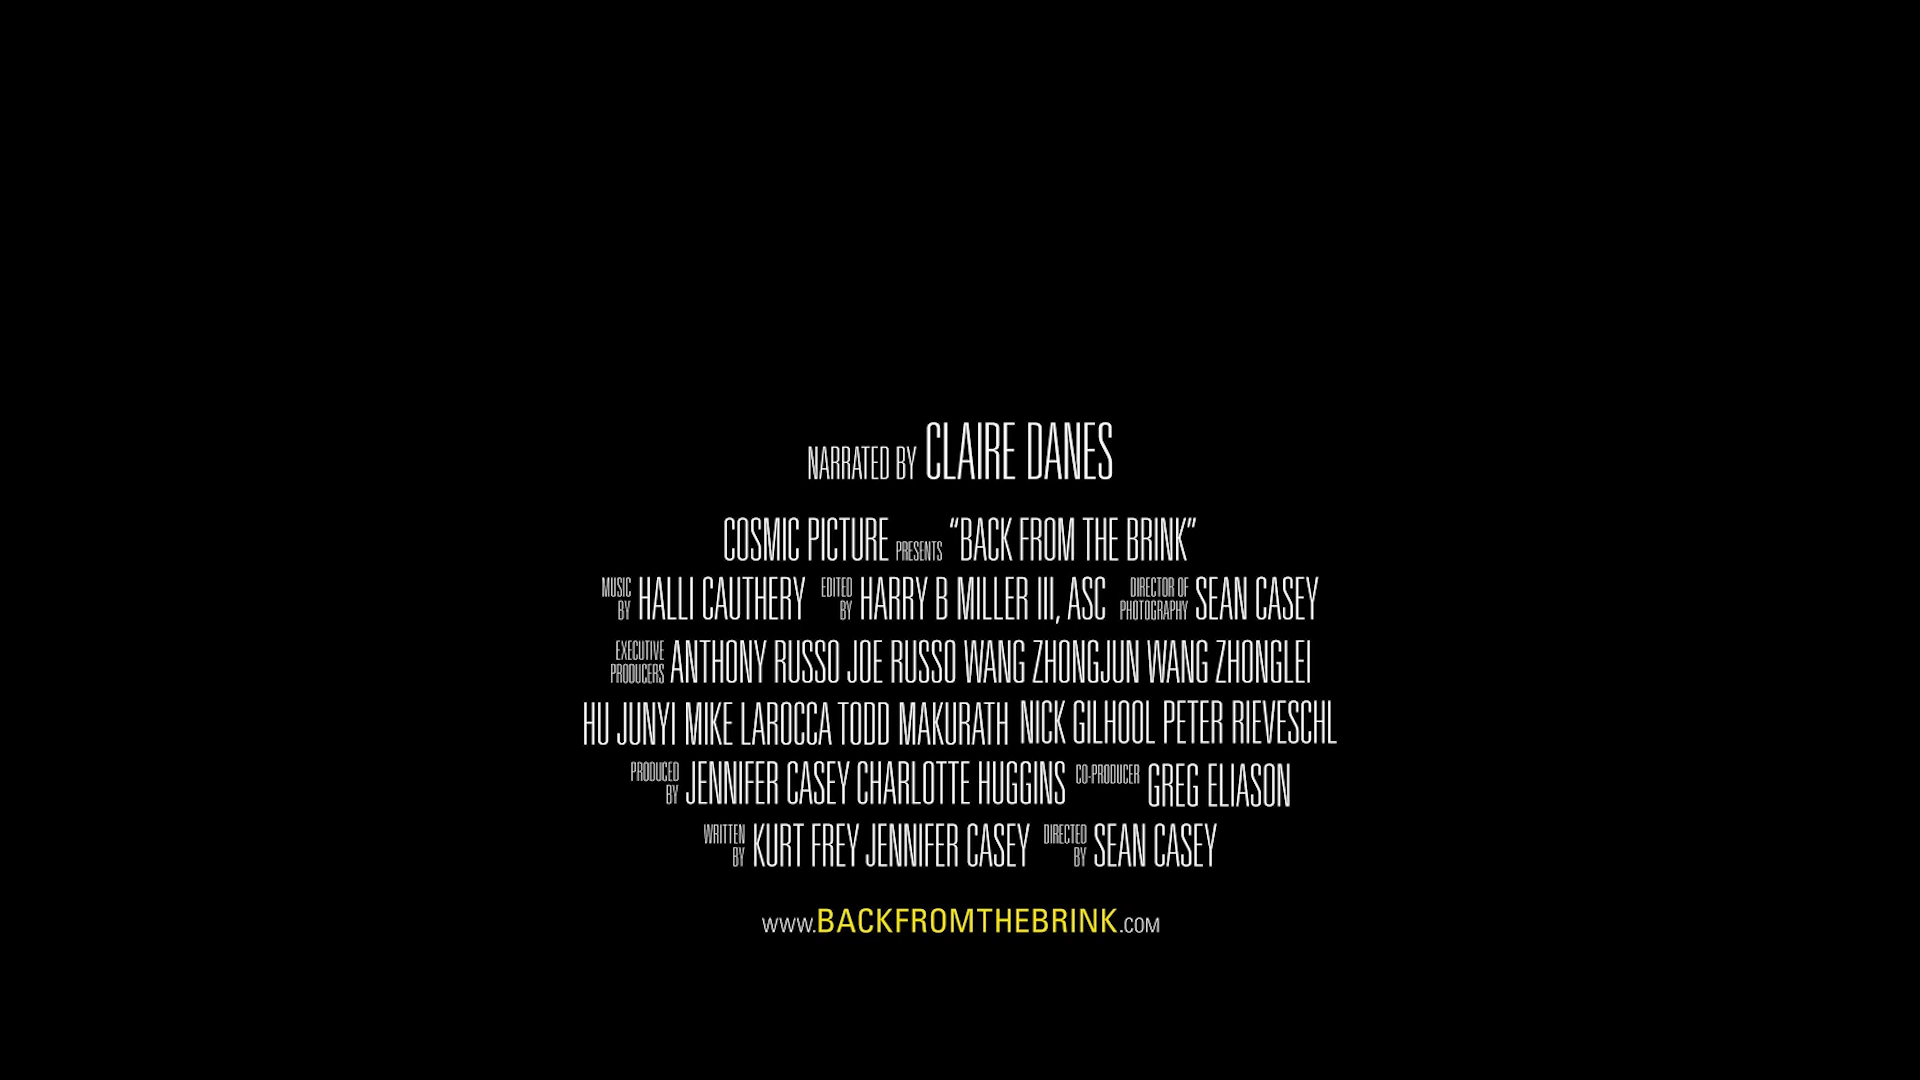 NARRATED BY CLAIRE DANES
COSMIC PICTURE PRESENTS “BACK FROM THE BRINK”
MUSIC BY HALLI CAUTHERY EDITED BY HARRY B MILLER III, ASC DIRECTOR OF PHOTOGRAPHY SEAN CASEY
EXECUTIVE PRODUCERS ANTHONY RUSSO JOE RUSSO WANG ZHONGJUN WANG ZHONGLEI
HU JUNYI MIKE LAROCCA TODD MAKURATH NICK GILHOOL PETER RIEVESCHL
PRODUCED BY JENNIFER CASEY CHARLOTTE HUGGINS CO-PRODUCER GREG ELIASON
WRITTEN BY KURT FREY JENNIFER CASEY DIRECTED BY SEAN CASEY
WWW.BACKFROMTHEBRINK.COM